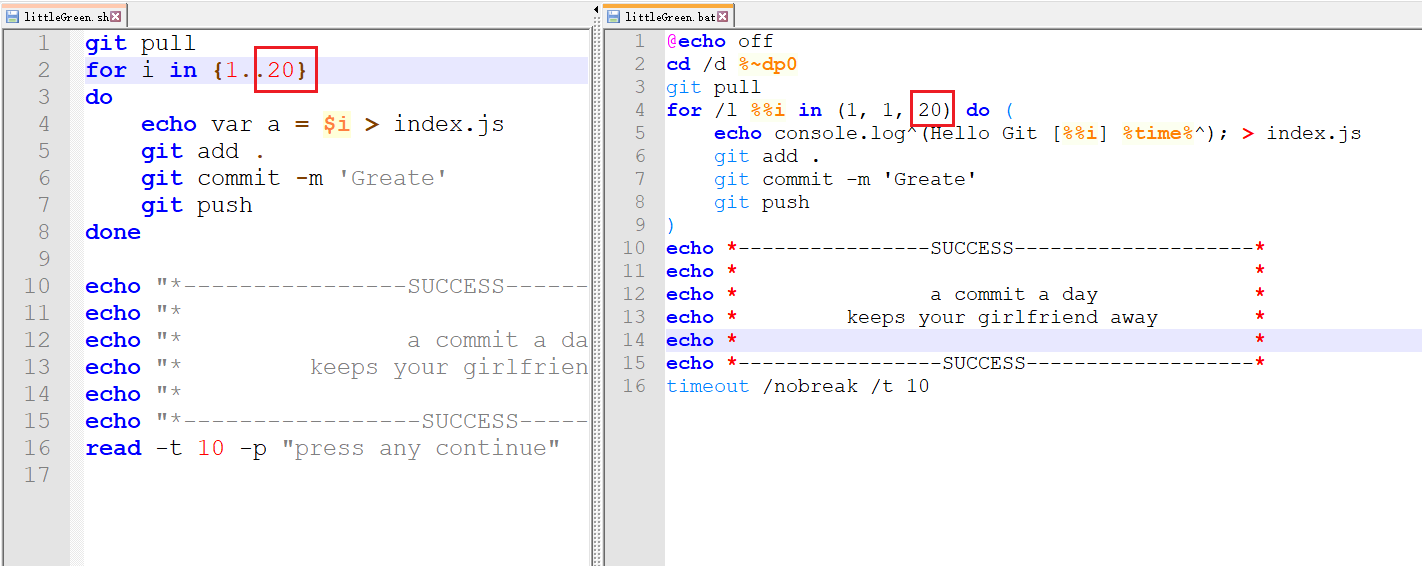 littleGreen.sh
1 git pull
2 for i in {1..20}
3 do
4     echo var a = $i > index.js
5     git add .
6     git commit -m 'Greate'
7     git push
8 done
9
10 echo "*----------------SUCCESS------
11 echo "*
12 echo "*                a commit a da
13 echo "*         keeps your girlfrien
14 echo "*
15 echo "*-----------------SUCCESS-----
16 read -t 10 -p "press any continue"
17
littleGreen.bat
1 @echo off
2 cd /d %~dp0
3 git pull
4 for /l %%i in (1, 1, 20) do (
5     echo console.log^(Hello Git [%%i] %time%^); > index.js
6     git add .
7     git commit -m 'Greate'
8     git push
9 )
10 echo *----------------SUCCESS--------------------*
11 echo *                                           *
12 echo *                a commit a day             *
13 echo *         keeps your girlfriend away        *
14 echo *                                           *
15 echo *-----------------SUCCESS-------------------*
16 timeout /nobreak /t 10